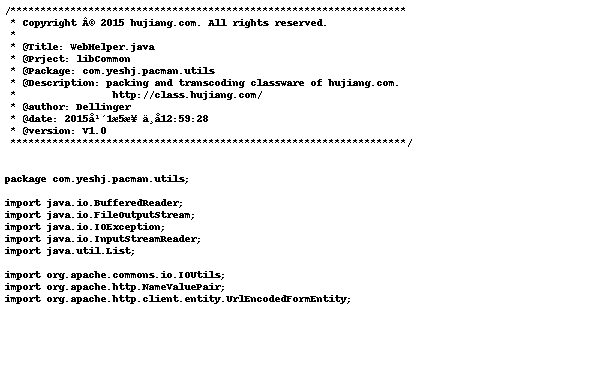 /******************************************************************
 * Copyright Â© 2015 hujiang.com. All rights reserved.
 *
 * @Title: WebHelper.java
 * @Prject: libCommon
 * @Package: com.yeshj.pacman.utils
 * @Description: packing and transcoding classware of hujiang.com.
 *                http://class.hujiang.com/
 * @author: Dellinger
 * @date: 2015å¹´1æ5æ¥ ä¸å12:59:28
 * @version: V1.0
 ******************************************************************/
package com.yeshj.pacman.utils;
import java.io.BufferedReader;
import java.io.FileOutputStream;
import java.io.IOException;
import java.io.InputStreamReader;
import java.util.List;
import org.apache.commons.io.IOUtils;
import org.apache.http.NameValuePair;
import org.apache.http.client.entity.UrlEncodedFormEntity;